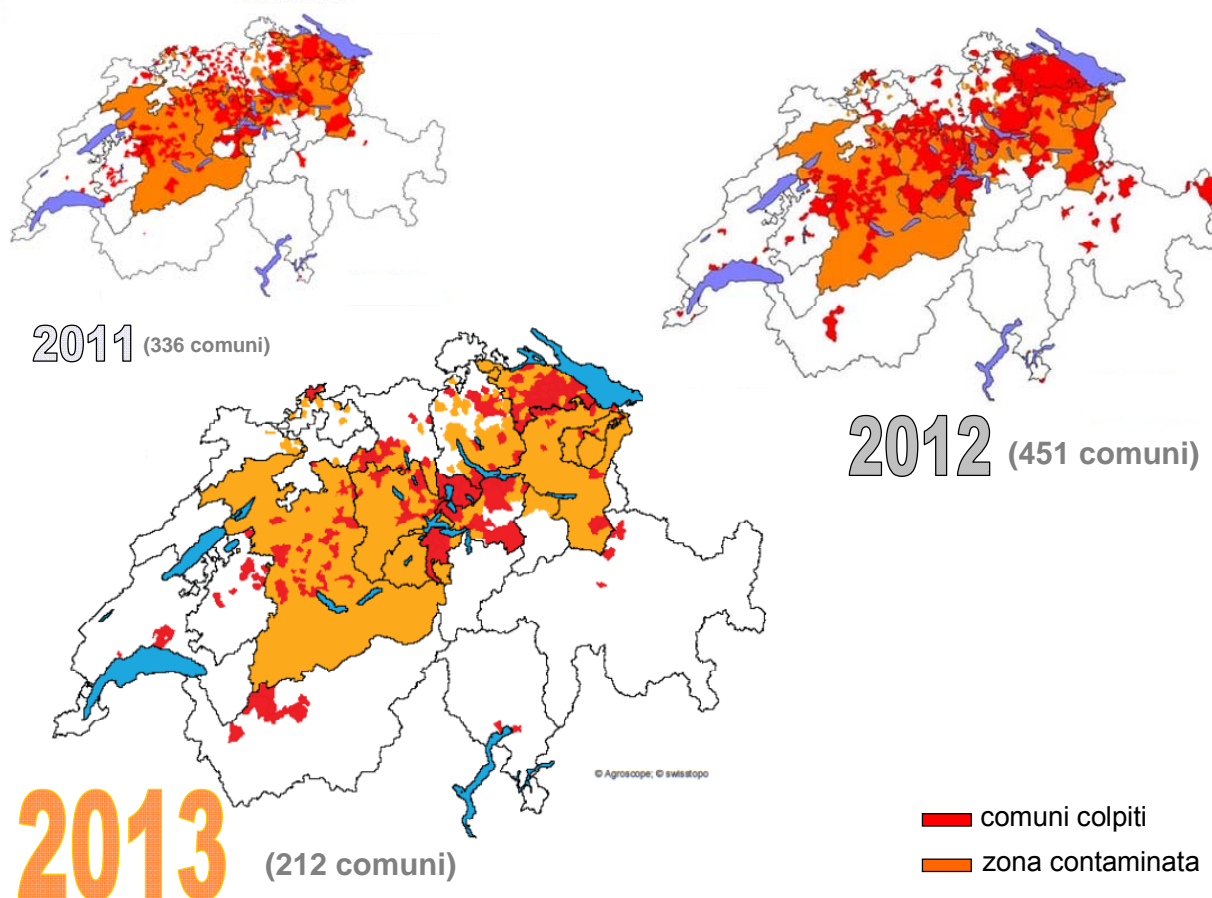 2011 (336 comuni)
2012 (451 comuni)
© Agroscope; © swisstopo
2013 (212 comuni)
comuni colpiti
zona contaminata